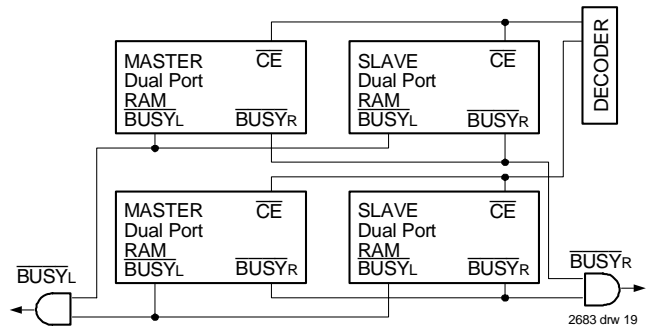 MASTER CE
Dual Port
RAM
BUSYL BUSYR
SLAVE CE
Dual Port
RAM
BUSYL BUSYR
DECODER
MASTER CE
Dual Port
RAM
BUSYL BUSYR
SLAVE CE
Dual Port
RAM
BUSYL BUSYR
BUSYL
BUSYR
2683 drw 19